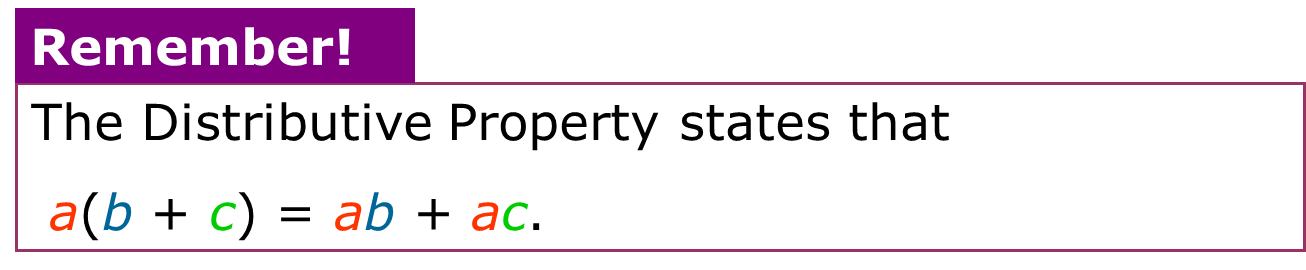 Remember!
The Distributive Property states that
a(b + c) = ab + ac.